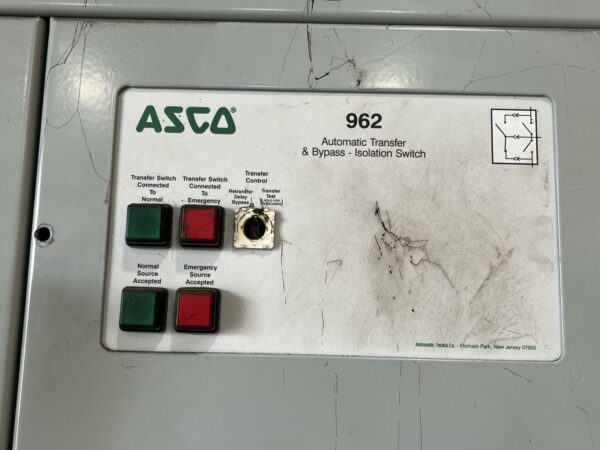 ASCO®
962
Automatic Transfer
& Bypass - Isolation Switch
Transfer Switch
Connected
To
Normal
Transfer Switch
Connected
To
Emergency
Transfer
Control
Retransfer
Delay
Bypass
Transfer
Test
Normal
Source
Accepted
Emergency
Source
Accepted
Automatic Switch Co. - Florham Park, New Jersey 07932